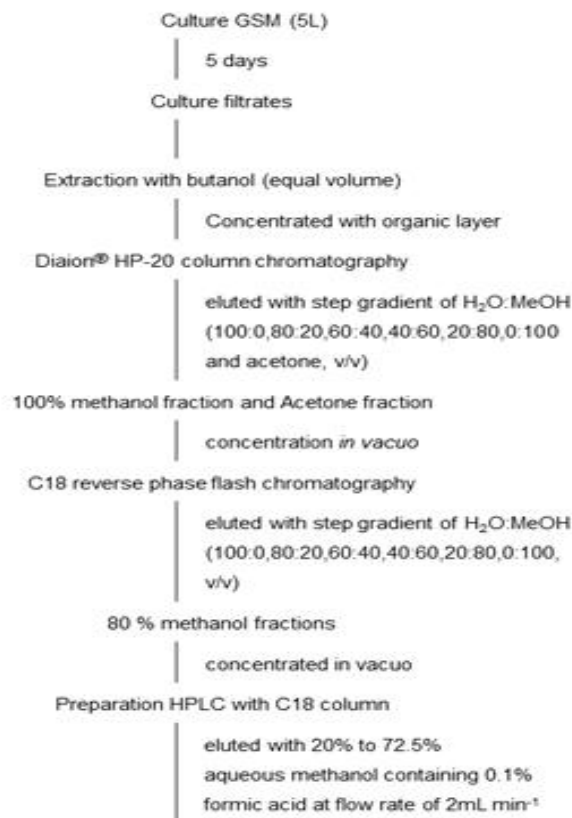 Culture GSM (5L)
5 days
Culture filtrates
Extraction with butanol (equal volume)
Concentrated with organic layer
Diaion® HP-20 column chromatography
eluted with step gradient of H₂O:MeOH
(100:0,80:20,60:40,40:60,20:80,0:100
and acetone, v/v)
100% methanol fraction and Acetone fraction
concentration in vacuo
C18 reverse phase flash chromatography
eluted with step gradient of H₂O:MeOH
(100:0,80:20,60:40,40:60,20:80,0:100,
v/v)
80 % methanol fractions
concentrated in vacuo
Preparation HPLC with C18 column
eluted with 20% to 72.5%
aqueous methanol containing 0.1%
formic acid at flow rate of 2mL min⁻¹